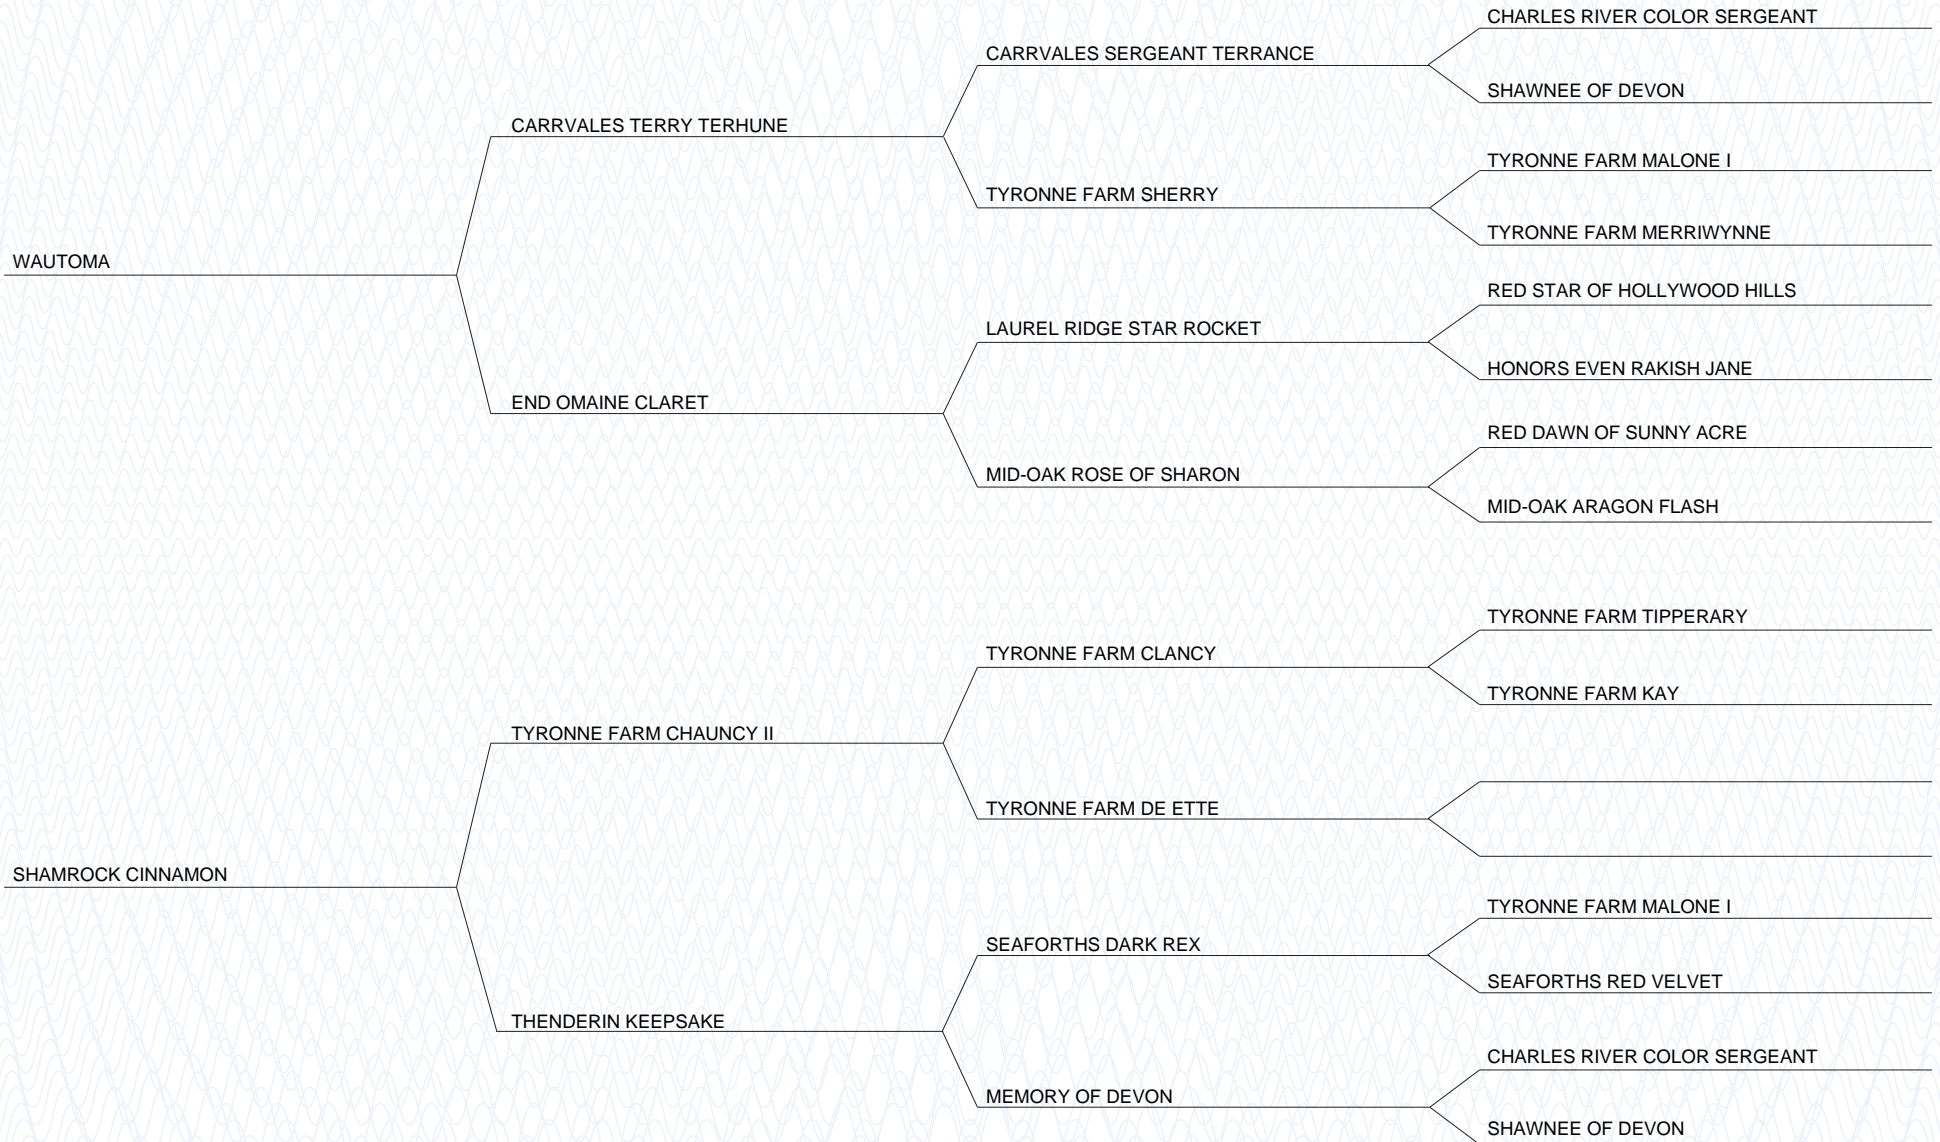 CHARLES RIVER COLOR SERGEANT
CARRVALES SERGEANT TERRANCE
SHAWNEE OF DEVON
CARRVALES TERRY TERHUNE
TYRONNE FARM MALONE I
TYRONNE FARM SHERRY
TYRONNE FARM MERRIWYNNE
WAUTOMA
RED STAR OF HOLLYWOOD HILLS
LAUREL RIDGE STAR ROCKET
HONORS EVEN RAKISH JANE
END OMAINE CLARET
RED DAWN OF SUNNY ACRE
MID-OAK ROSE OF SHARON
MID-OAK ARAGON FLASH
TYRONNE FARM TIPPERARY
TYRONNE FARM CLANCY
TYRONNE FARM KAY
TYRONNE FARM CHAUNCY II
TYRONNE FARM DE ETTE
SHAMROCK CINNAMON
TYRONNE FARM MALONE I
SEAFORTHS DARK REX
SEAFORTHS RED VELVET
THENDERIN KEEPSAKE
CHARLES RIVER COLOR SERGEANT
MEMORY OF DEVON
SHAWNEE OF DEVON